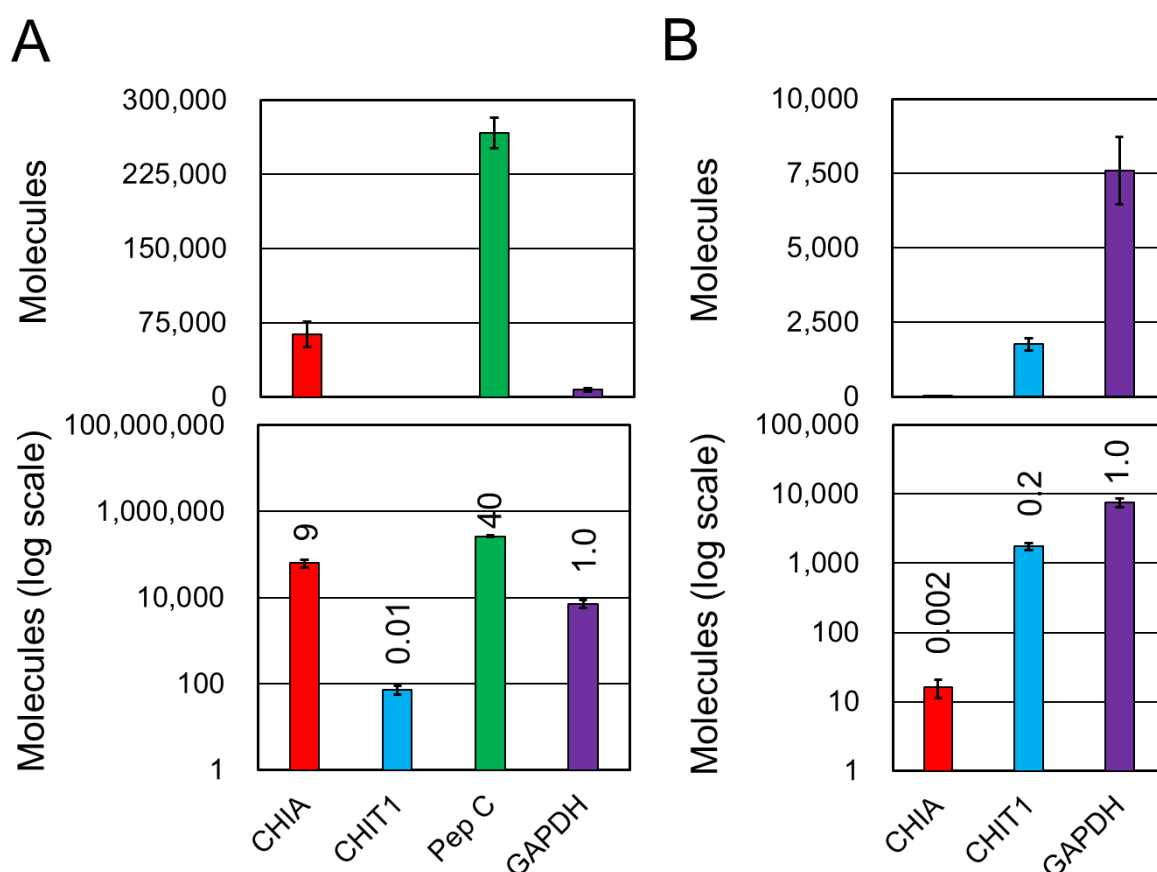 A
Molecules
300,000
225,000
150,000
75,000
0
Molecules (log scale)
100,000,000
1,000,000
10,000
100
1
9
0.01
40
1.0
CHIA
CHIT1
Pep C
GAPDH
B
Molecules
10,000
7,500
5,000
2,500
0
Molecules (log scale)
100,000
10,000
1,000
100
10
1
0.002
0.2
1.0
CHIA
CHIT1
GAPDH